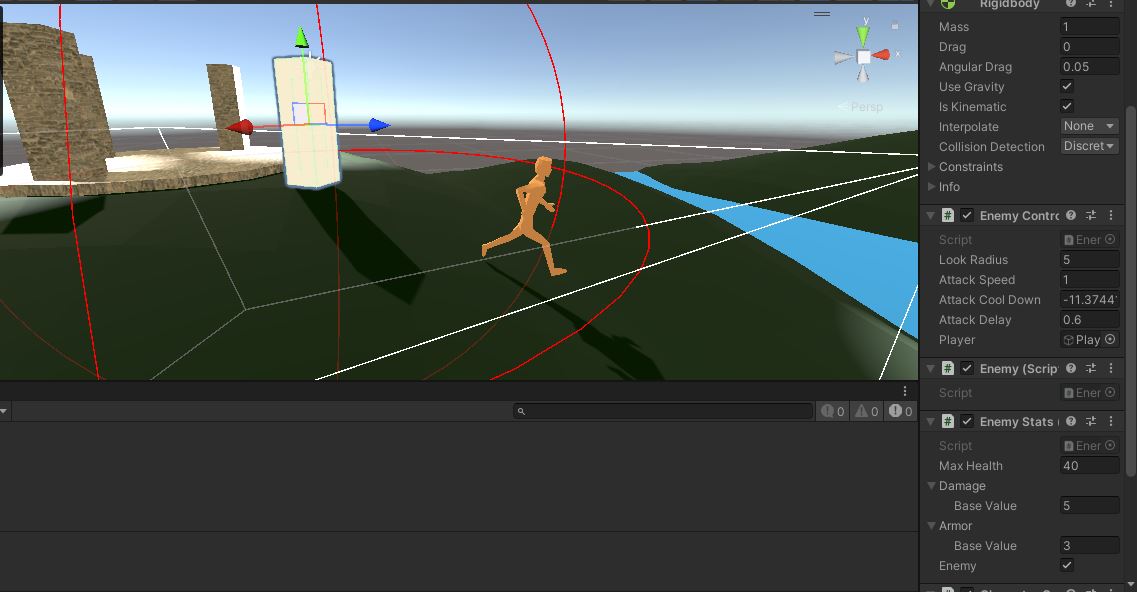 y
x
Persp
0
0
0
Rigidbody
Mass 1
Drag 0
Angular Drag 0.05
Use Gravity
Is Kinematic
Interpolate None
Collision Detection Discret
Constraints
Info
# Enemy Contro
Script # Ener
Look Radius 5
Attack Speed 1
Attack Cool Down -11.3744
Attack Delay 0.6
Player Play
# Enemy (Scrip
Script # Ener
# Enemy Stats (
Script # Ener
Max Health 40
Damage
Base Value 5
Armor
Base Value 3
Enemy